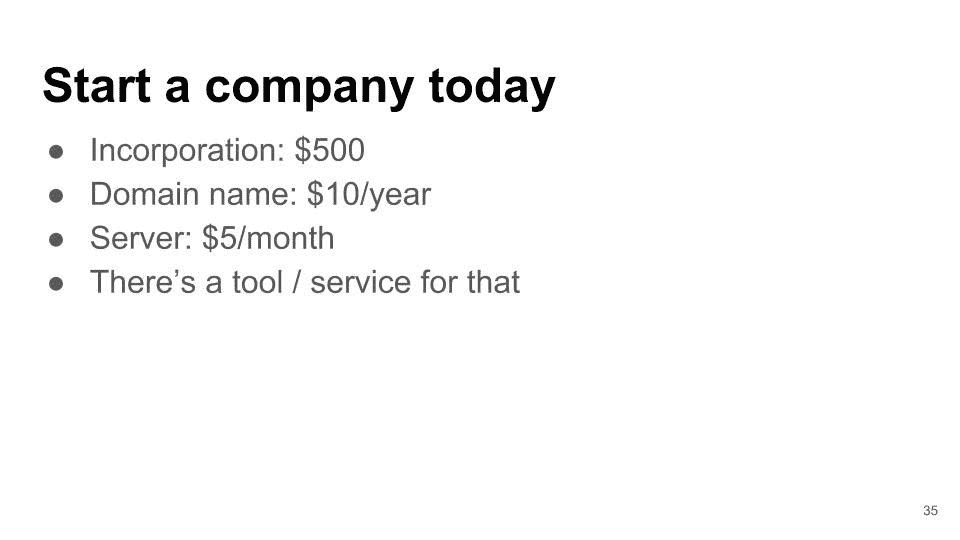 Start a company today
● Incorporation: $500
● Domain name: $10/year
● Server: $5/month
● There’s a tool / service for that
35